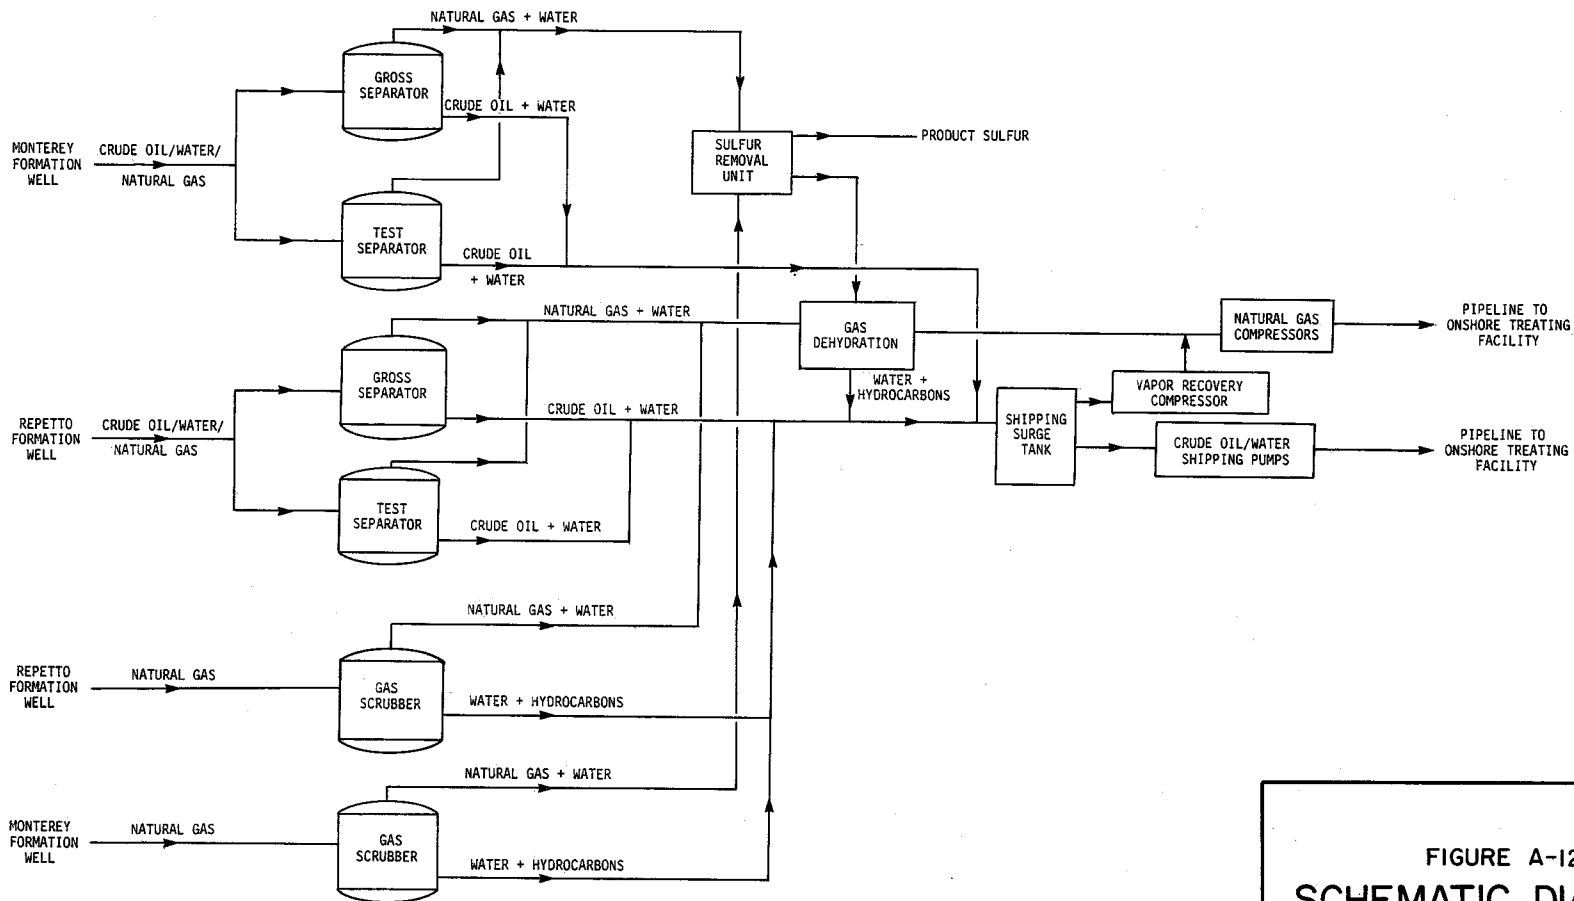 NATURAL GAS + WATER
GROSS
SEPARATOR
CRUDE OIL + WATER
MONTEREY
FORMATION
WELL
CRUDE OIL/WATER/
NATURAL GAS
PRODUCT SULFUR
SULFUR
REMOVAL
UNIT
TEST
SEPARATOR
CRUDE OIL
+ WATER
NATURAL GAS + WATER
GAS
DEHYDRATION
NATURAL GAS
COMPRESSORS
PIPELINE TO
ONSHORE TREATING
FACILITY
GROSS
SEPARATOR
WATER +
HYDROCARBONS
VAPOR RECOVERY
COMPRESSOR
REPETTO
FORMATION
WELL
CRUDE OIL/WATER/
NATURAL GAS
CRUDE OIL + WATER
SHIPPING
SURGE
TANK
CRUDE OIL/WATER
SHIPPING PUMPS
PIPELINE TO
ONSHORE TREATING
FACILITY
TEST
SEPARATOR
CRUDE OIL + WATER
NATURAL GAS + WATER
REPETTO
FORMATION
WELL
NATURAL GAS
GAS
SCRUBBER
WATER + HYDROCARBONS
NATURAL GAS + WATER
MONTEREY
FORMATION
WELL
NATURAL GAS
GAS
SCRUBBER
WATER + HYDROCARBONS
FIGURE A-12
SCHEMATIC